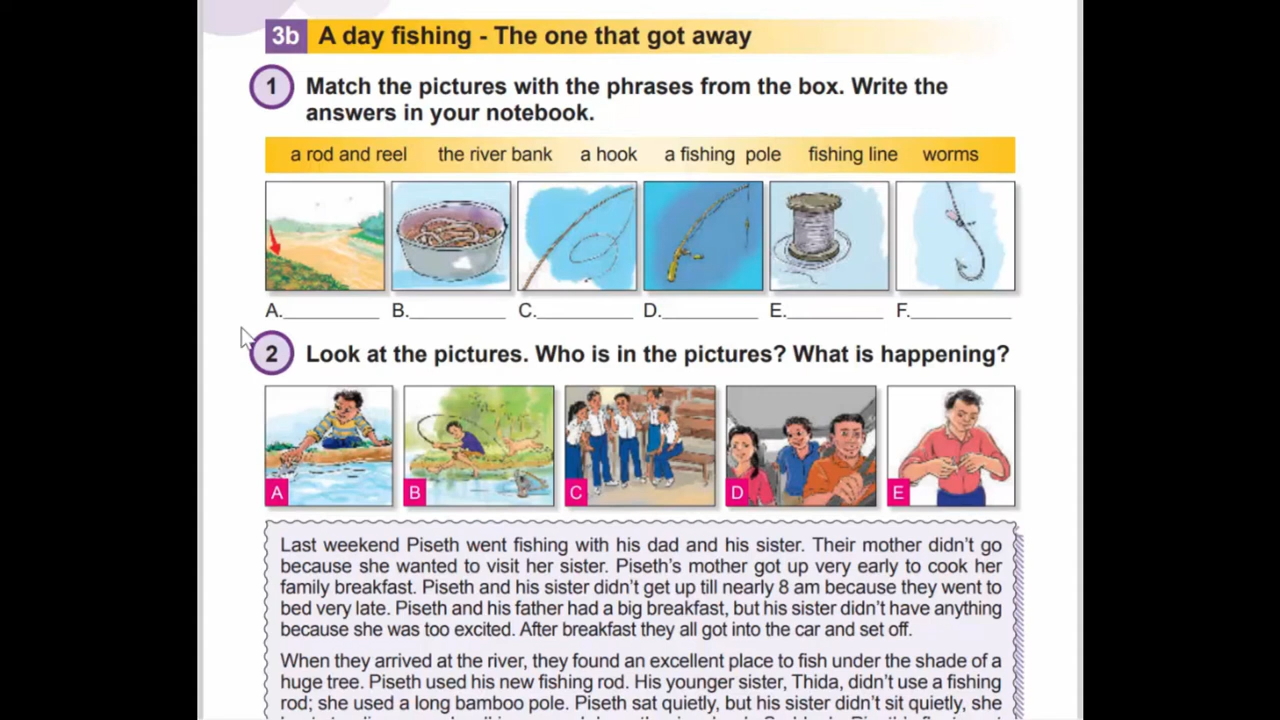 3b A day fishing - The one that got away
1 Match the pictures with the phrases from the box. Write the
answers in your notebook.
a rod and reel the river bank a hook a fishing pole fishing line worms
A.__________ B.__________ C.__________ D.__________ E.__________ F.__________
2 Look at the pictures. Who is in the pictures? What is happening?
A B C D E
Last weekend Piseth went fishing with his dad and his sister. Their mother didn't go
because she wanted to visit her sister. Piseth's mother got up very early to cook her
family breakfast. Piseth and his sister didn't get up till nearly 8 am because they went to
bed very late. Piseth and his father had a big breakfast, but his sister didn't have anything
because she was too excited. After breakfast they all got into the car and set off.
When they arrived at the river, they found an excellent place to fish under the shade of a
huge tree. Piseth used his new fishing rod. His younger sister, Thida, didn't use a fishing
rod; she used a long bamboo pole. Piseth sat quietly, but his sister didn't sit quietly, she